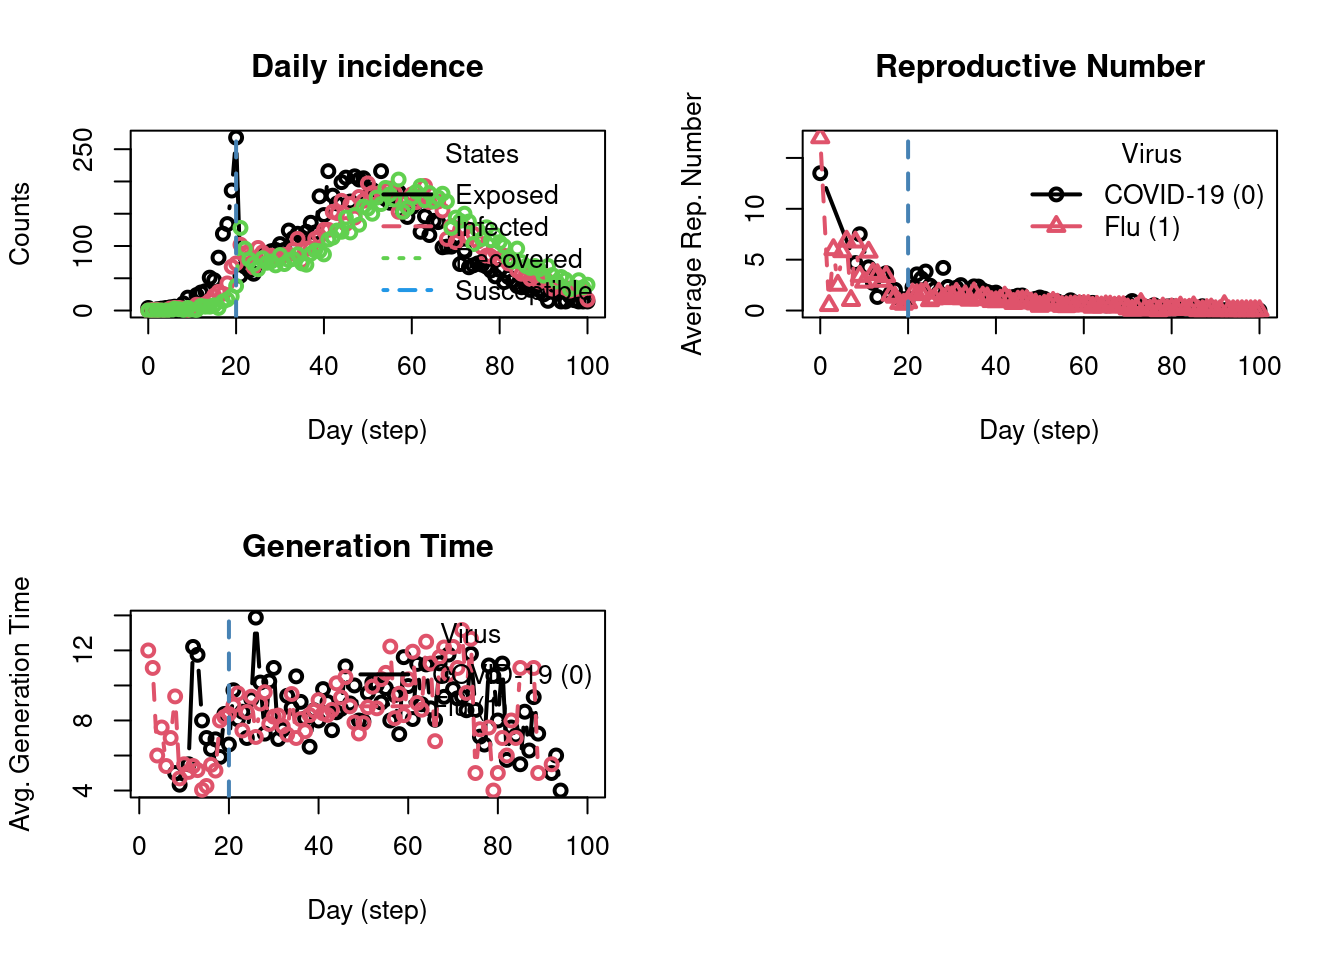 Daily incidence
Counts
0
100
250
States
Exposed
Infected
Recovered
Susceptible
0 20 40 60 80 100
Day (step)
Reproductive Number
Average Rep. Number
0
5
10
Virus
COVID-19 (0)
Flu (1)
0 20 40 60 80 100
Day (step)
Generation Time
Avg. Generation Time
4
8
12
Virus
COVID-19 (0)
Flu (1)
0 20 40 60 80 100
Day (step)